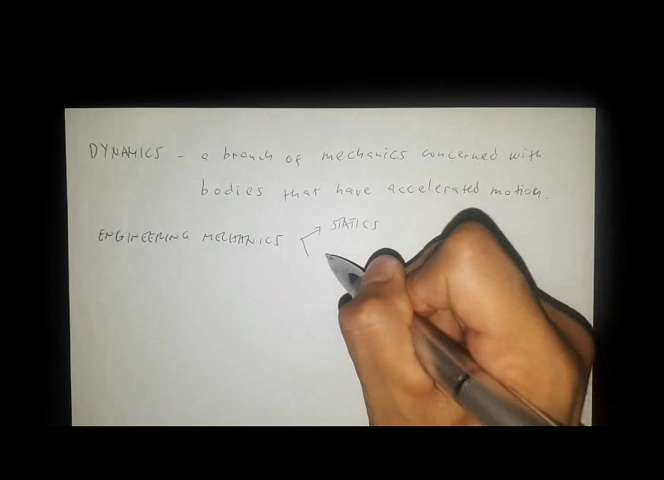 DYNAMICS - a branch of mechanics concerned with
bodies that have accelerated motion.
STATICS
ENGINEERING MECHANICS